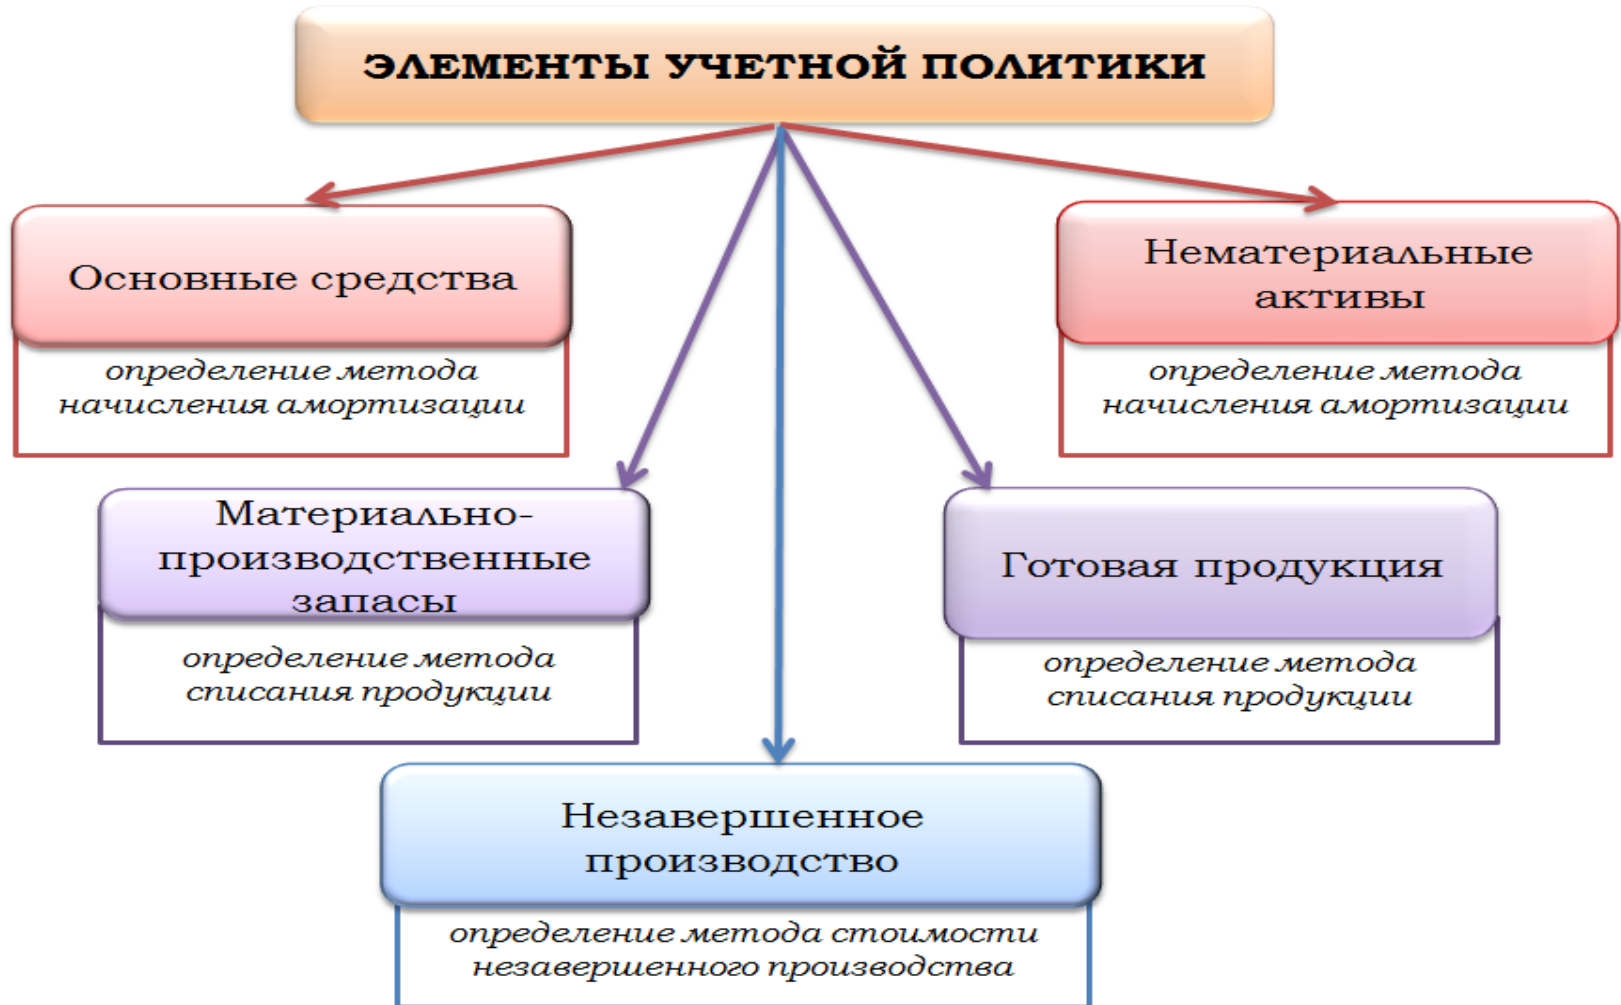 ЭЛЕМЕНТЫ УЧЕТНОЙ ПОЛИТИКИ
Основные средства
определение метода
начисления амортизации
Нематериальные
активы
определение метода
начисления амортизации
Материально-
производственные
запасы
определение метода
списания продукции
Готовая продукция
определение метода
списания продукции
Незавершенное
производство
определение метода стоимости
незавершенного производства